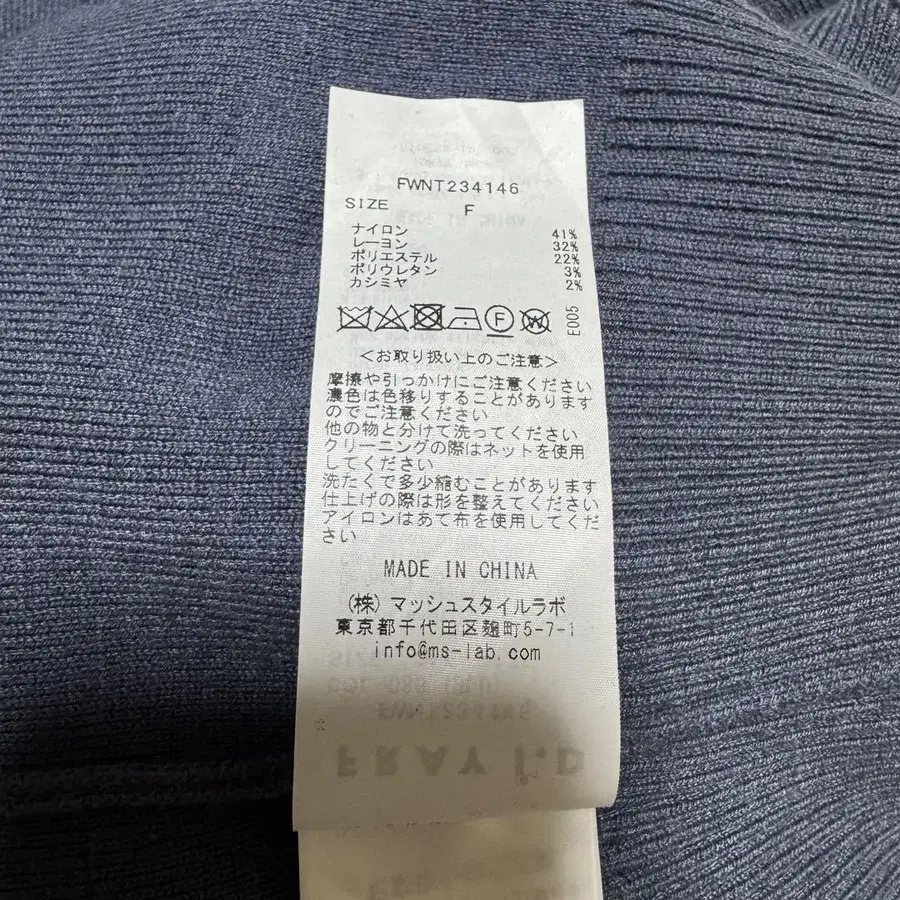 FWNT234146
SIZE F
ナイロン 41%
レーヨン 32%
ポリエステル 22%
ポリウレタン 3%
カシミヤ 2%
F W E005
<お取り扱い上のご注意>
摩擦や引っかけにご注意ください
濃色は色移りすることがあります
のでご注意ください
他の物と分けて洗ってください
クリーニングの際はネットを使用
してください
洗たくで多少縮むことがあります
仕上げの際は形を整えてください
アイロンはあて布を使用してくだ
さい
MADE IN CHINA
(株)マッシュスタイルラボ
東京都千代田区麹町5-7-1
info@ms-lab.com
FWNT234146
FRAY I.D